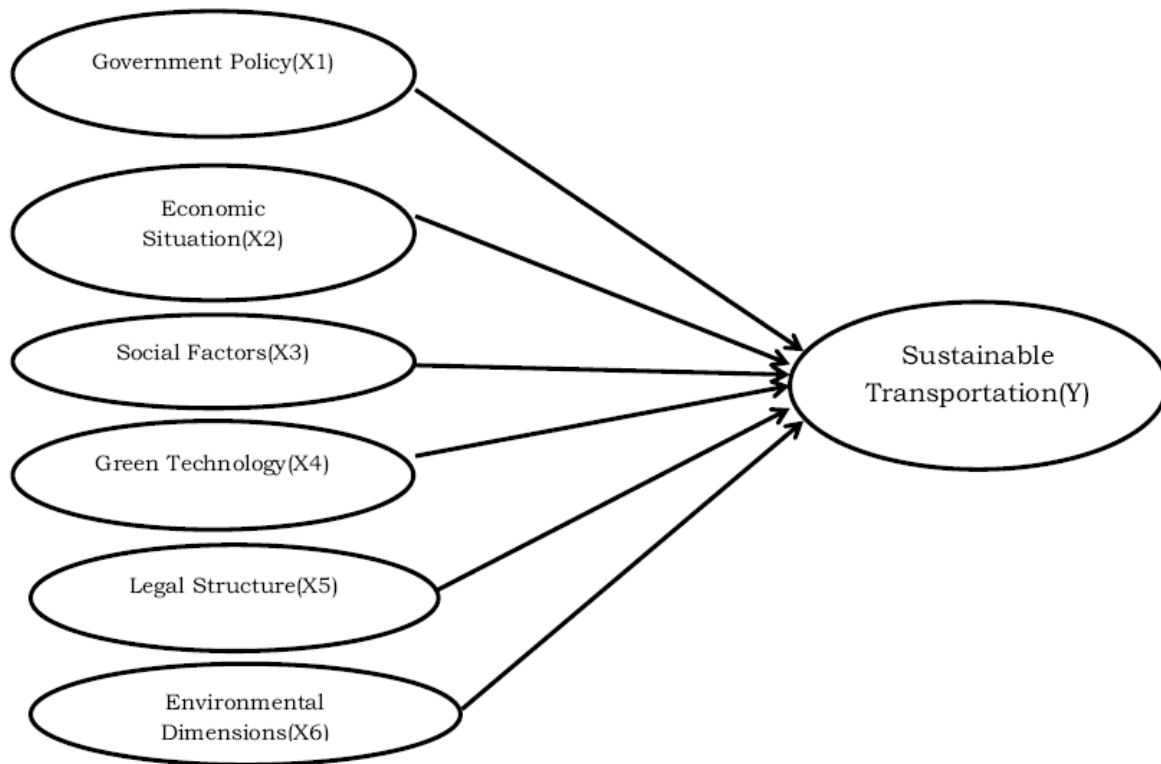 Government Policy(X1)
Economic
Situation(X2)
Social Factors(X3)
Green Technology(X4)
Legal Structure(X5)
Environmental
Dimensions(X6)
Sustainable
Transportation(Y)